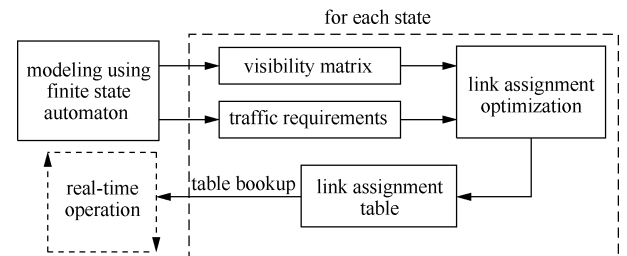 for each state
modeling using
finite state
automaton
visibility matrix
traffic requirements
link assignment
optimization
real-time
operation
table bookup
link assignment
table